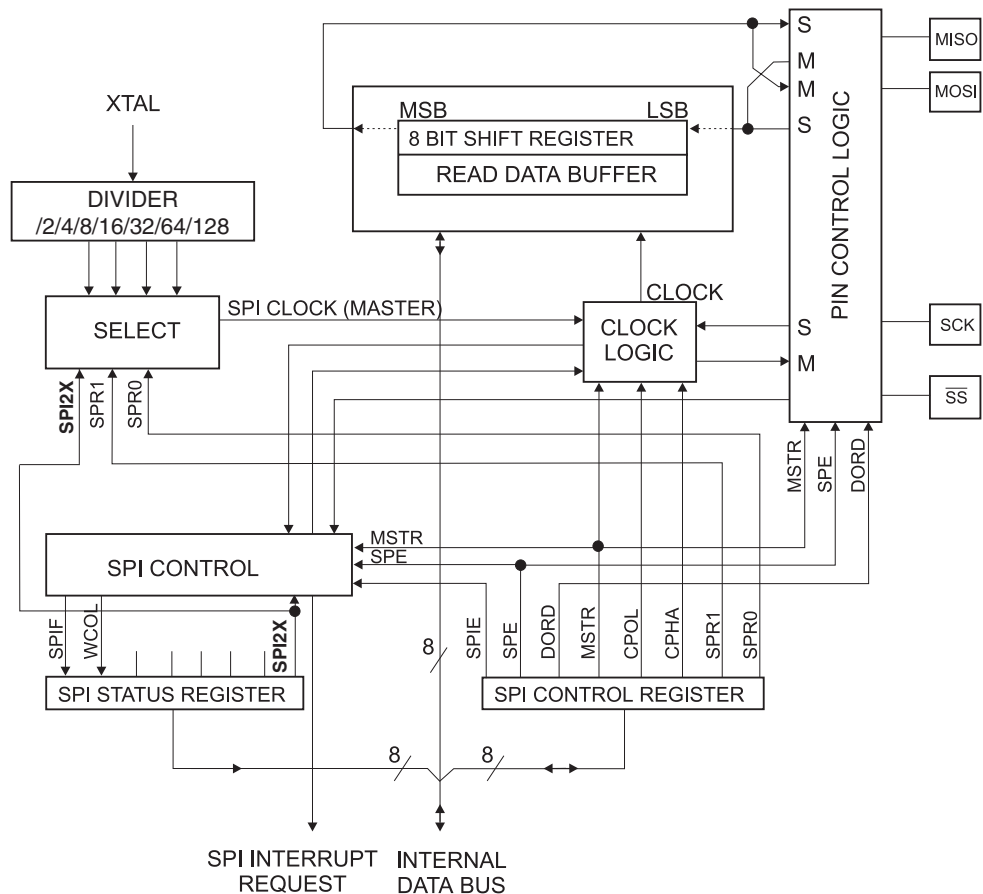 S
MISO
M
MOSI
M
XTAL
MSB
LSB
S
8 BIT SHIFT REGISTER
READ DATA BUFFER
DIVIDER
/2/4/8/16/32/64/128
PIN CONTROL LOGIC
SPI CLOCK (MASTER)
CLOCK
SELECT
CLOCK
LOGIC
S
SCK
M
SS
SPI2X
SPR1
SPR0
MSTR
SPE
DORD
MSTR
SPE
SPI CONTROL
SPIF
WCOL
SPI2X
8
SPIE
SPE
DORD
MSTR
CPOL
CPHA
SPR1
SPR0
SPI STATUS REGISTER
SPI CONTROL REGISTER
8
8
SPI INTERRUPT
REQUEST
INTERNAL
DATA BUS